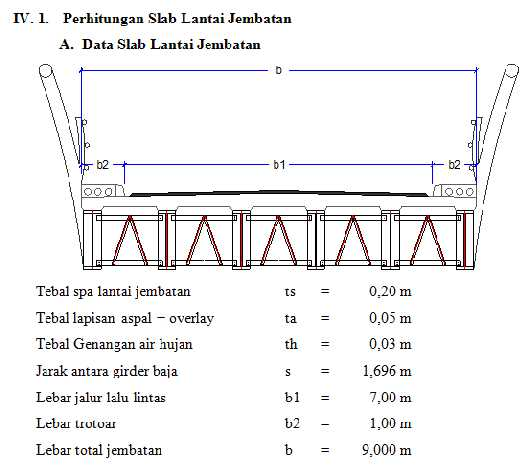 IV. 1. Perhitungan Slab Lantai Jembatan
A. Data Slab Lantai Jembatan
b
b2 b1 b2
Tebal spa lantai jembatan ts = 0,20 m
Tebal lapisan aspal – overlay ta = 0,05 m
Tebal Genangan air hujan th = 0,03 m
Jarak antara girder baja s = 1,696 m
Lebar jalur lalu lintas b1 = 7,00 m
Lebar trotoar b2 – 1,00 m
Lebar total jembatan b = 9,000 m